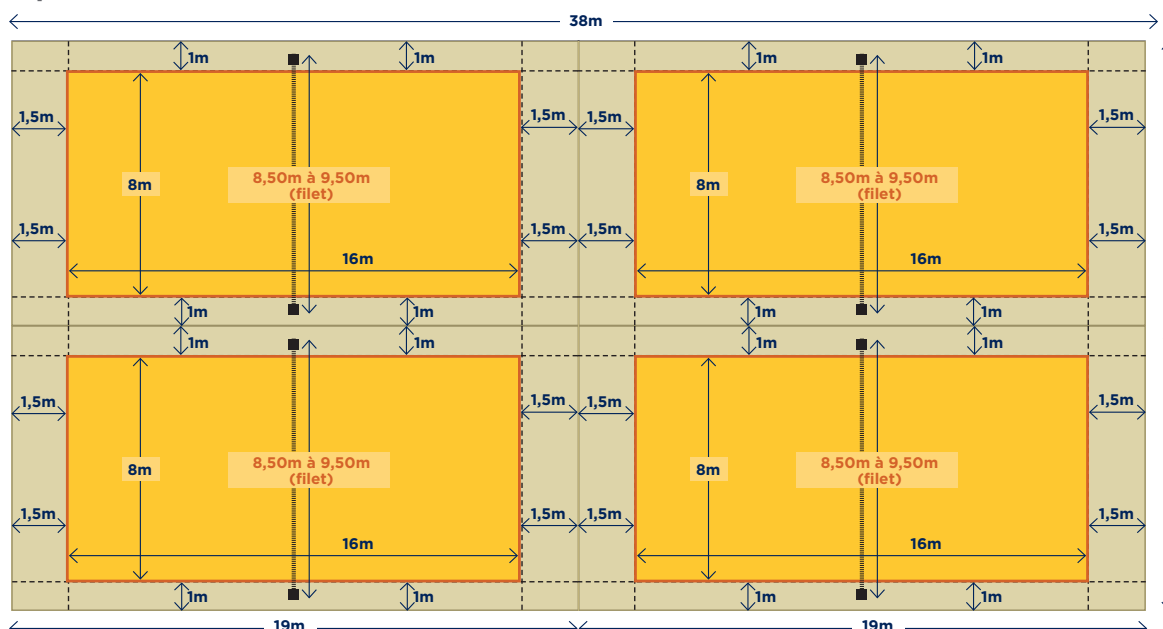 38m
1m 1m 1m 1m
1,5m 1,5m 1,5m 1,5m
8m 8,50m à 9,50m 8m 8,50m à 9,50m
(filet) (filet)
1,5m 1,5m 1,5m 1,5m
16m 16m
1m 1m 1m 1m
1m 1m 1m 1m
1,5m 1,5m 1,5m 1,5m
8m 8,50m à 9,50m 8m 8,50m à 9,50m
(filet) (filet)
1,5m 1,5m 1,5m 1,5m
16m 16m
1m 1m 1m 1m
19m 19m